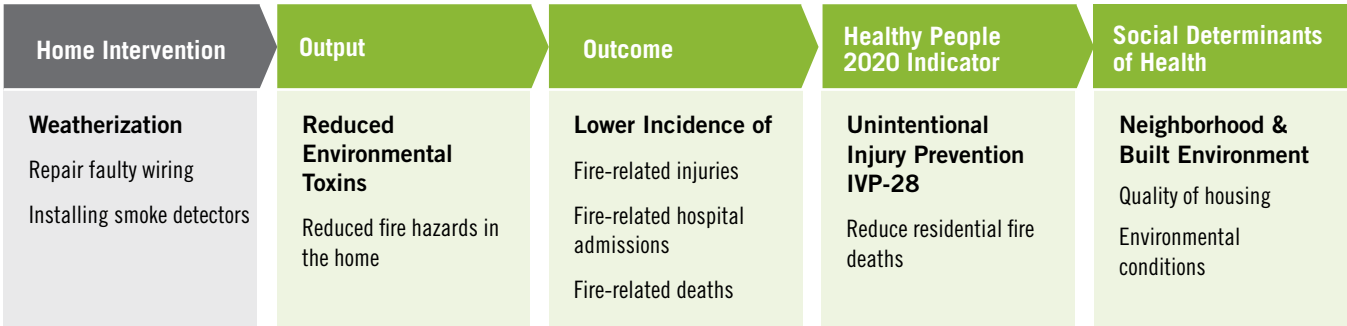 Home Intervention
Output
Outcome
Healthy People
2020 Indicator
Social Determinants
of Health
Weatherization
Repair faulty wiring
Installing smoke detectors
Reduced
Environmental
Toxins
Reduced fire hazards in
the home
Lower Incidence of
Fire-related injuries
Fire-related hospital
admissions
Fire-related deaths
Unintentional
Injury Prevention
IVP-28
Reduce residential fire
deaths
Neighborhood &
Built Environment
Quality of housing
Environmental
conditions